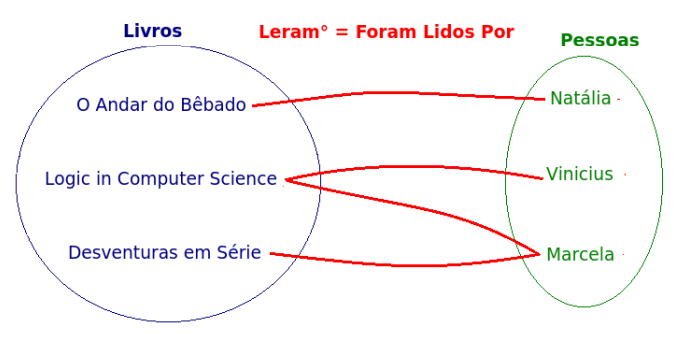 Livros
Leram° = Foram Lidos Por
Pessoas
O Andar do Bêbado
Natália
Logic in Computer Science
Vinicius
Desventuras em Série
Marcela